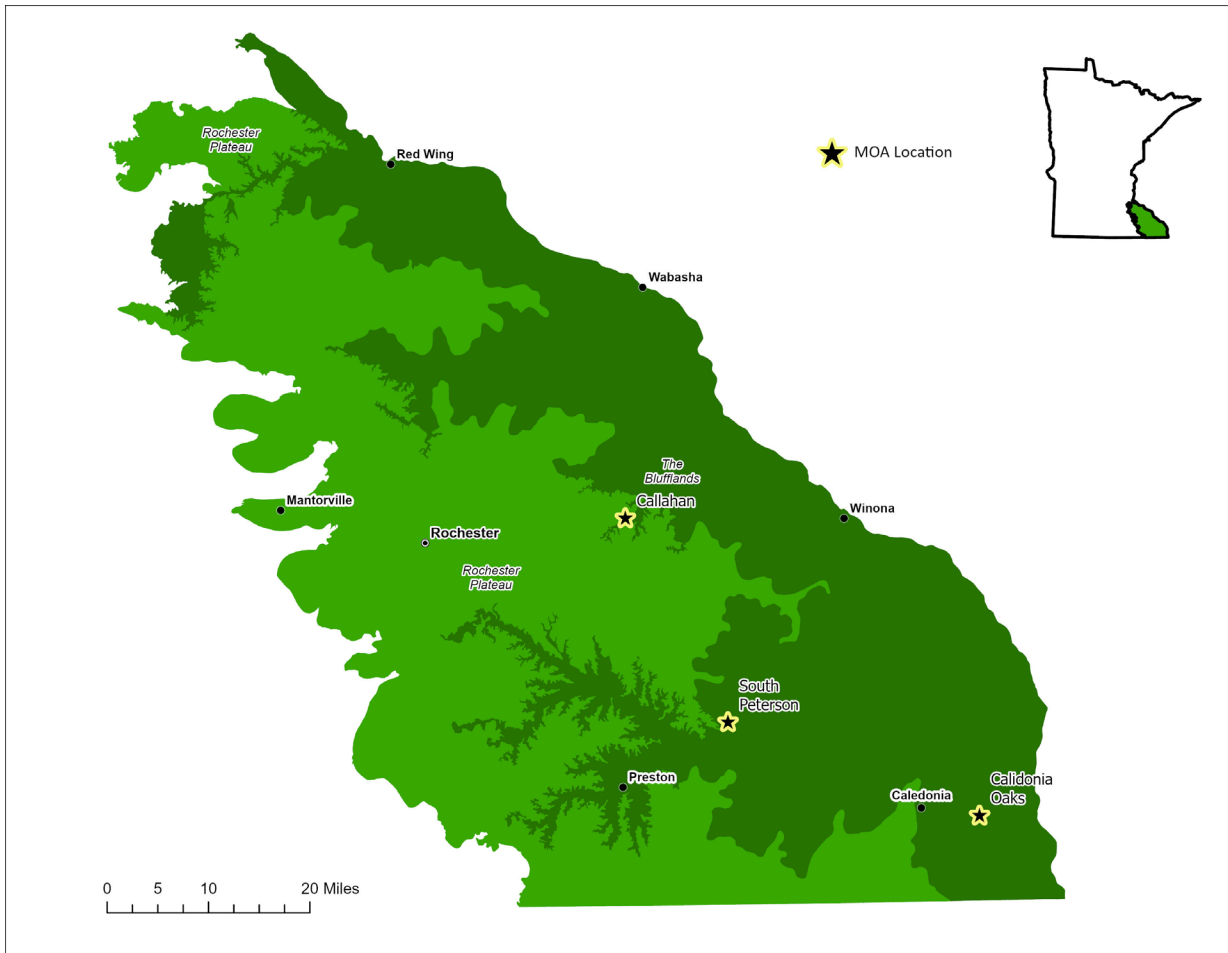 Rochester
Plateau
Red Wing
MOA Location
Wabasha
The
Blufflands
Callahan
Mantorville
Winona
Rochester
Rochester
Plateau
South
Peterson
Preston
Caledonia
Calidonia
Oaks
0 5 10 20 Miles